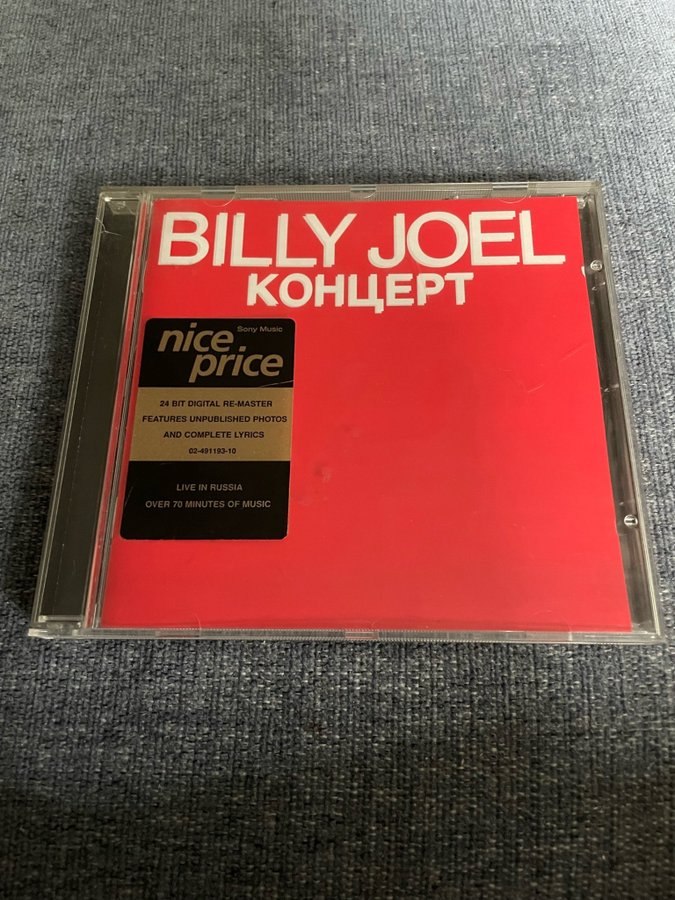 BILLY JOEL
КОНЦЕРТ
Sony Music
nice
price
24 BIT DIGITAL RE-MASTER
FEATURES UNPUBLISHED PHOTOS
AND COMPLETE LYRICS
02-491193-10
LIVE IN RUSSIA
OVER 70 MINUTES OF MUSIC